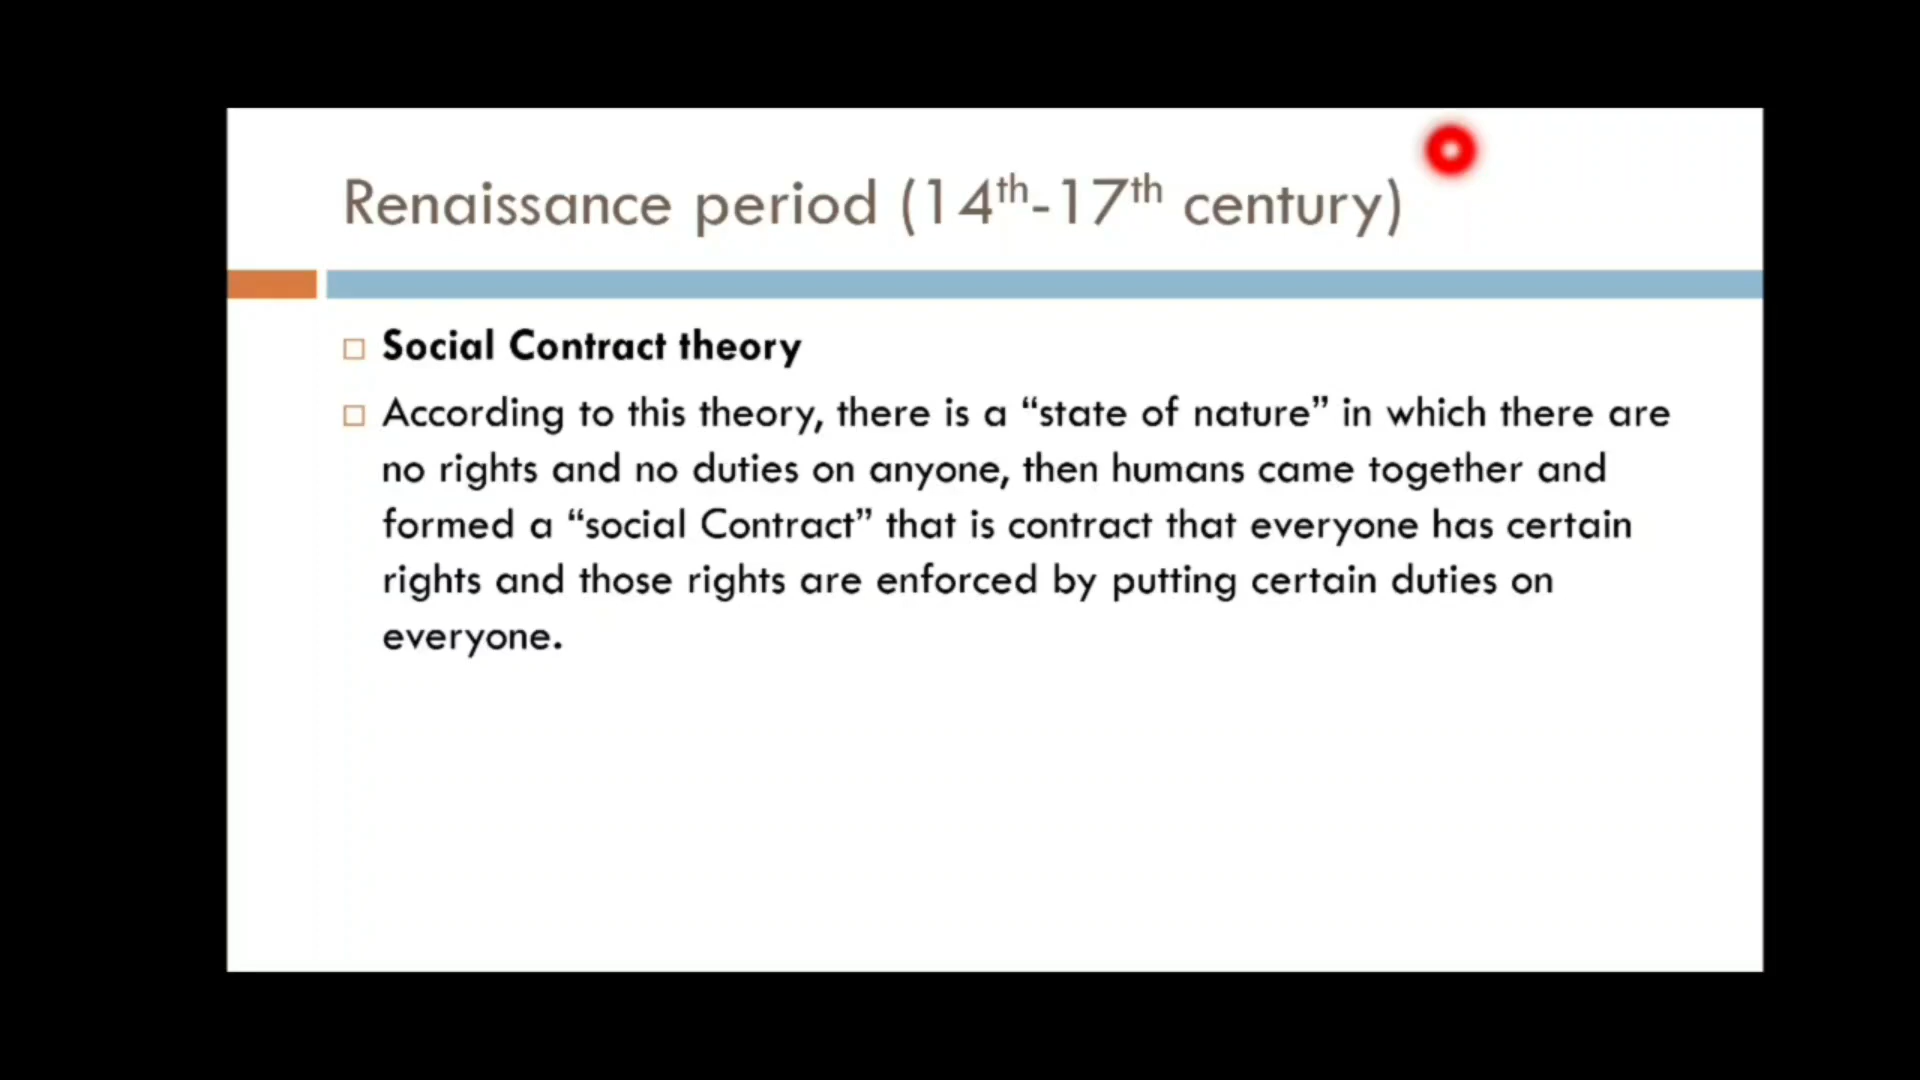 Renaissance period (14th-17th century)
Social Contract theory
According to this theory, there is a “state of nature” in which there are
no rights and no duties on anyone, then humans came together and
formed a “social Contract” that is contract that everyone has certain
rights and those rights are enforced by putting certain duties on
everyone.